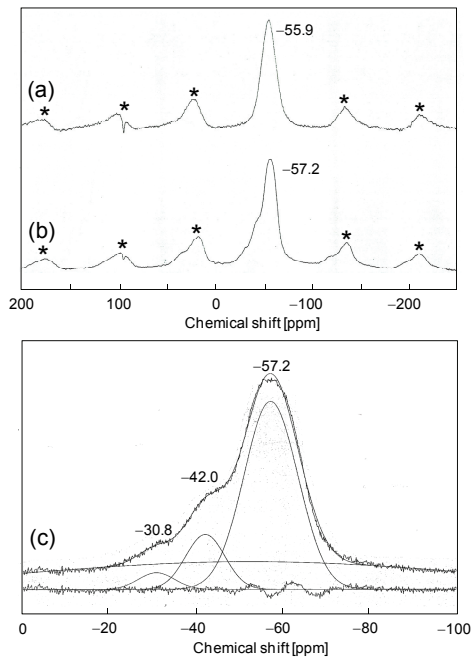 −55.9
(a)
* * * * *
−57.2
(b)
* * * * *
200 100 0 −100 −200
Chemical shift [ppm]
−57.2
−42.0
−30.8
(c)
0 −20 −40 −60 −80 −100
Chemical shift [ppm]